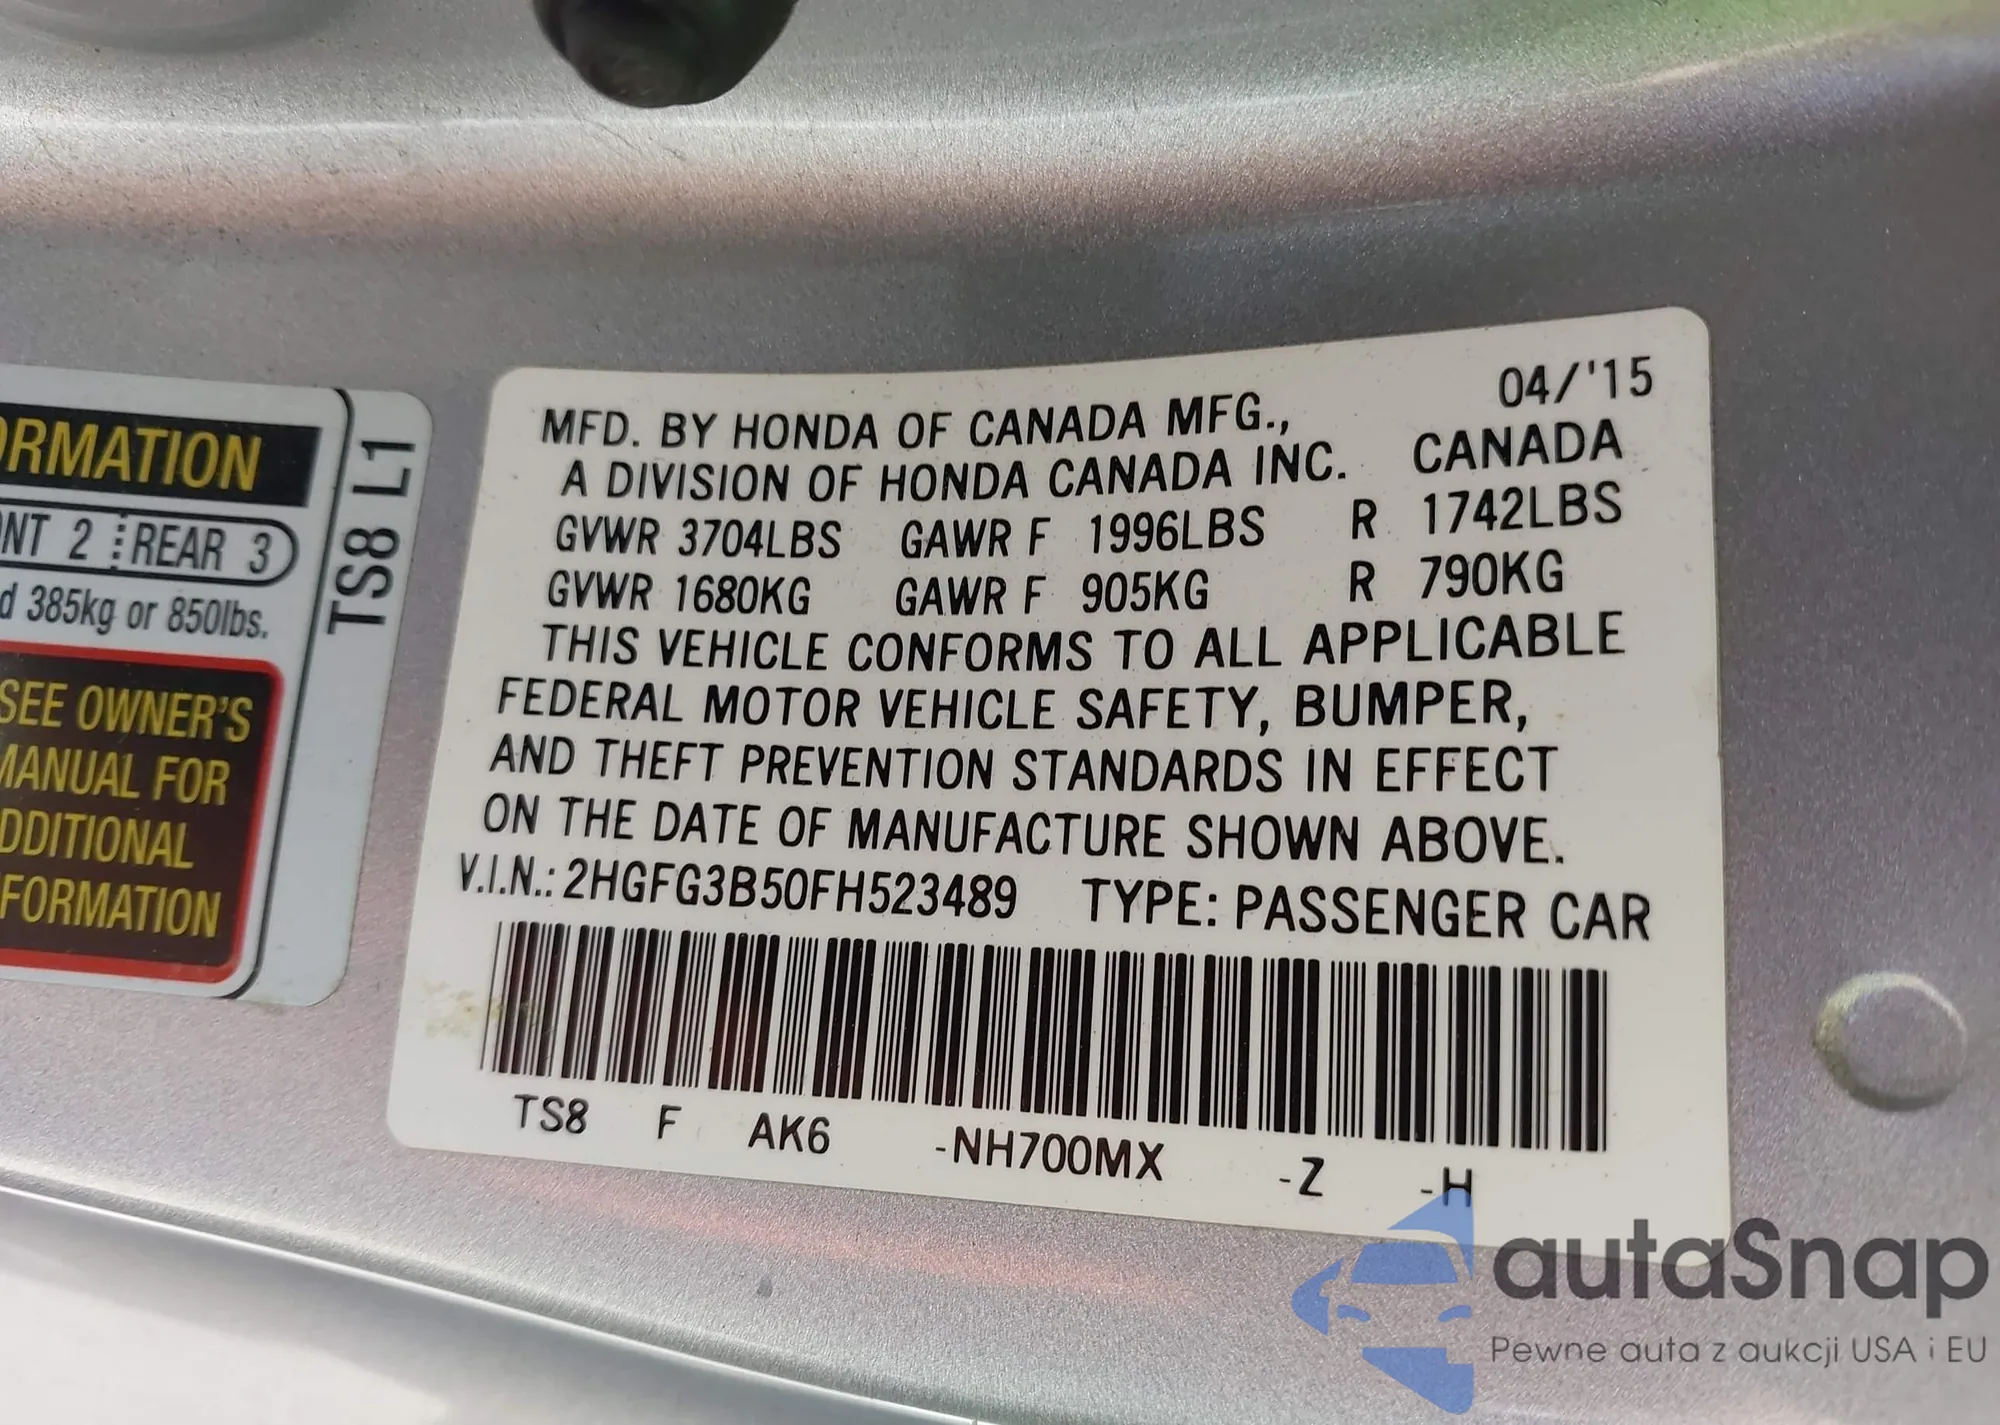 ORMATION
NT 2 REAR 3
d 385kg or 850lbs.
SEE OWNER'S
MANUAL FOR
DDITIONAL
FORMATION
TS8 L1
04/'15
MFD. BY HONDA OF CANADA MFG.,
A DIVISION OF HONDA CANADA INC. CANADA
GVWR 3704LBS GAWR F 1996LBS R 1742LBS
GVWR 1680KG GAWR F 905KG R 790KG
THIS VEHICLE CONFORMS TO ALL APPLICABLE
FEDERAL MOTOR VEHICLE SAFETY, BUMPER,
AND THEFT PREVENTION STANDARDS IN EFFECT
ON THE DATE OF MANUFACTURE SHOWN ABOVE.
V.I.N.: 2HGFG3B50FH523489 TYPE: PASSENGER CAR
TS8 F AK6 -NH700MX -Z -H
autaSnap
Pewne auta z aukcji USA i EU